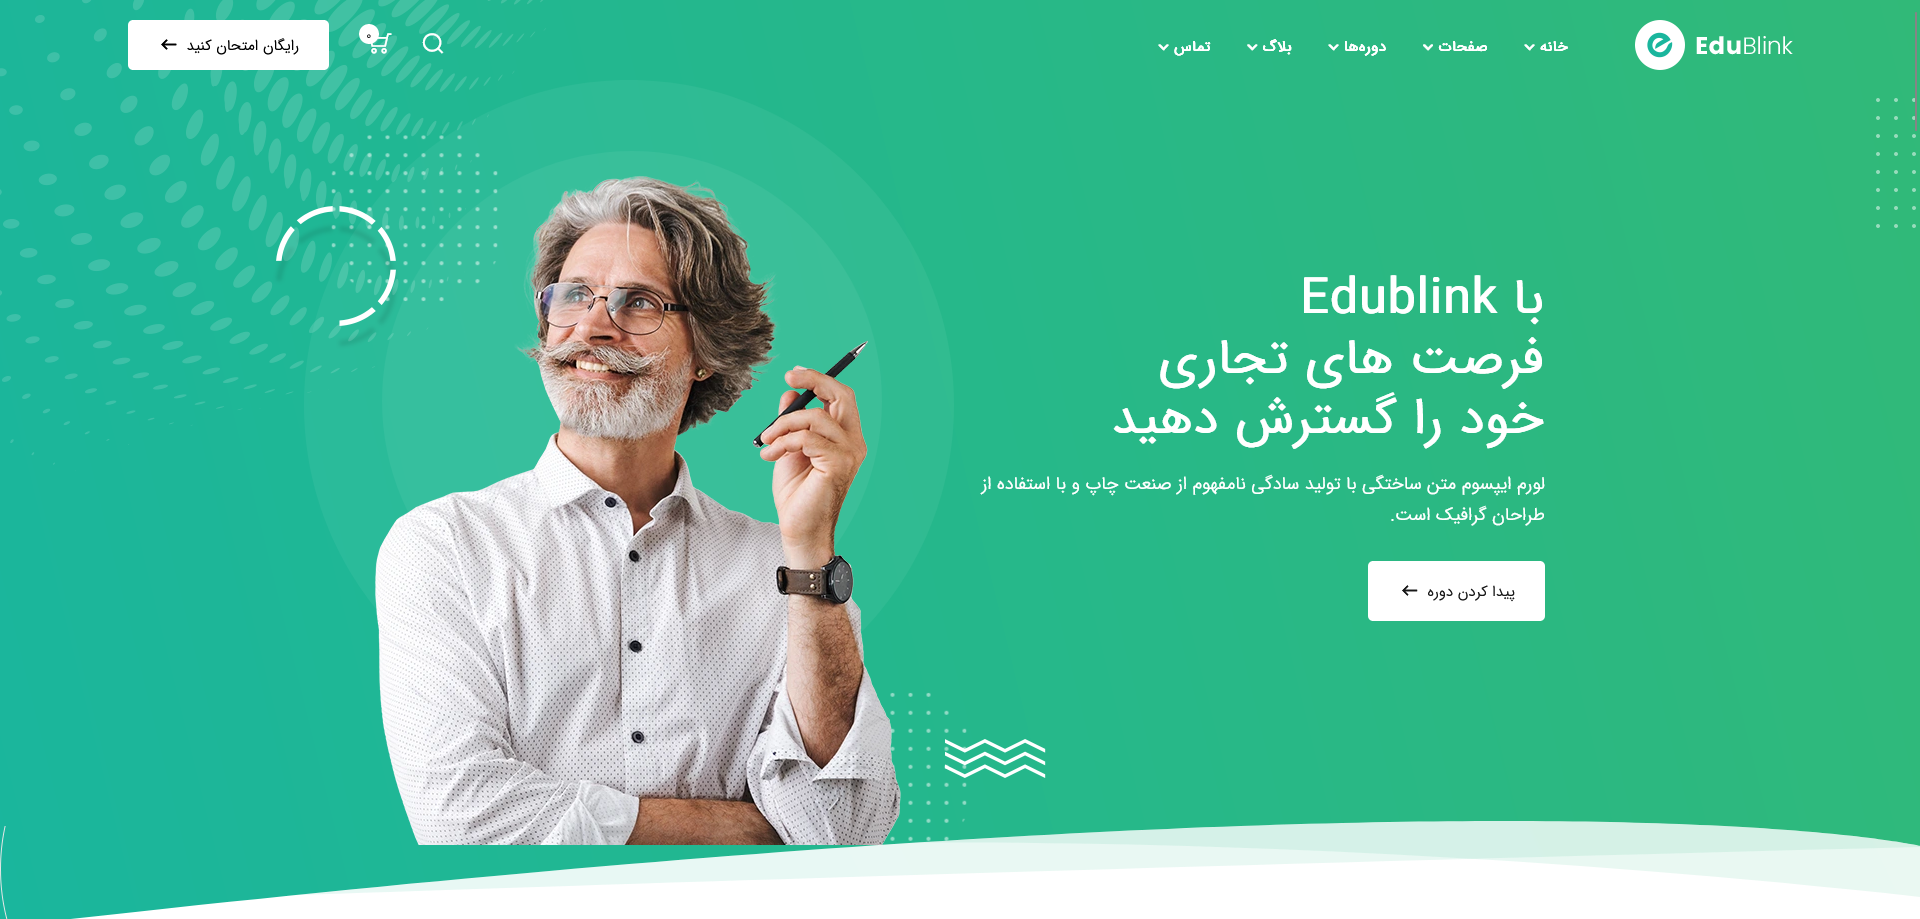 EduBlink
خانه
صفحات
دوره‌ها
بلاگ
تماس
۰
رایگان امتحان کنید
با Edublink
فرصت های تجاری
خود را گسترش دهید
لورم ایپسوم متن ساختگی با تولید سادگی نامفهوم از صنعت چاپ و با استفاده از
طراحان گرافیک است.
پیدا کردن دوره